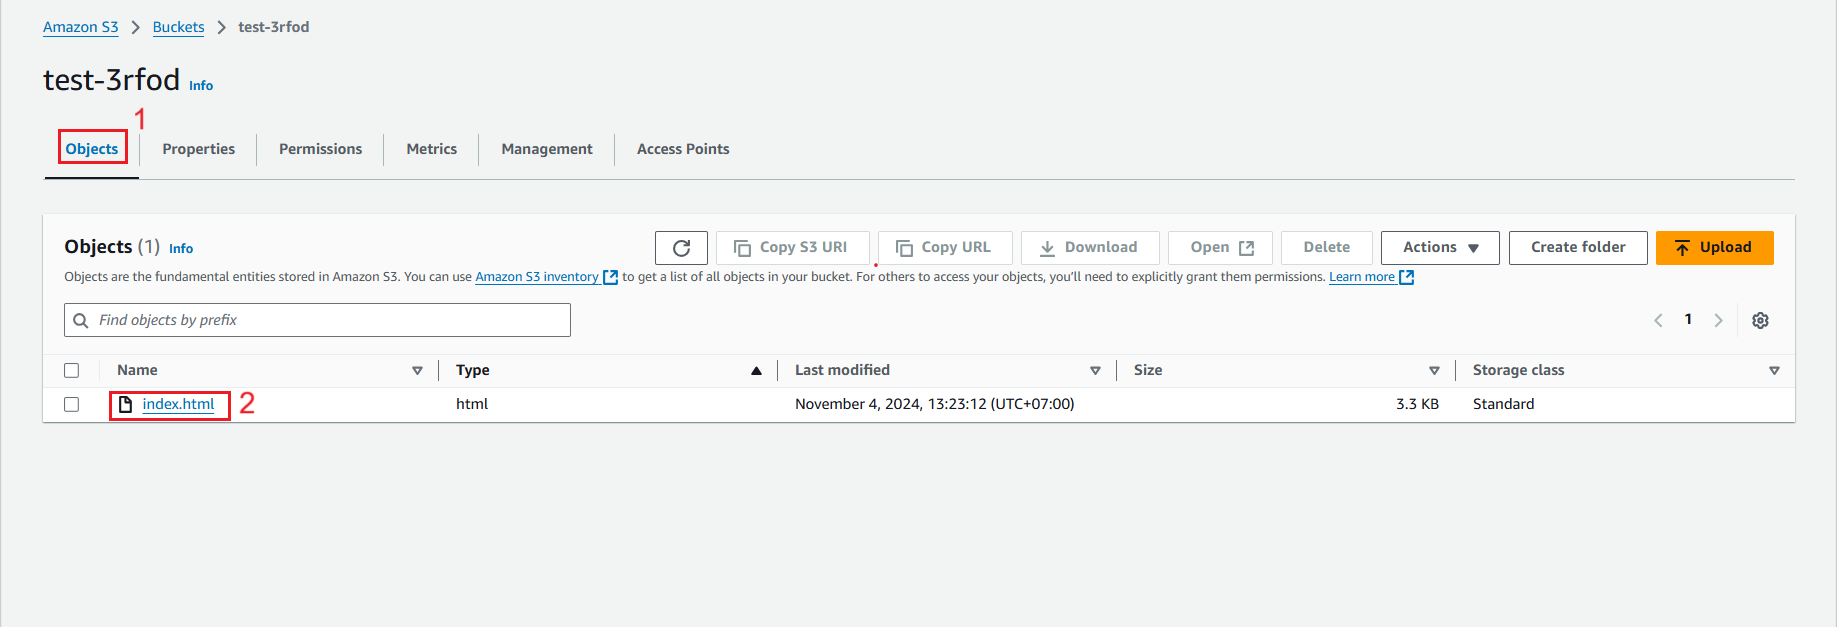 Amazon S3 > Buckets > test-3rfod
test-3rfod Info
1
Objects Properties Permissions Metrics Management Access Points
Objects (1) Info Copy S3 URI Copy URL Download Open Delete Actions Create folder Upload
Objects are the fundamental entities stored in Amazon S3. You can use Amazon S3 inventory to get a list of all objects in your bucket. For others to access your objects, you'll need to explicitly grant them permissions. Learn more
Find objects by prefix 1
Name Type Last modified Size Storage class
index.html 2 html November 4, 2024, 13:23:12 (UTC+07:00) 3.3 KB Standard